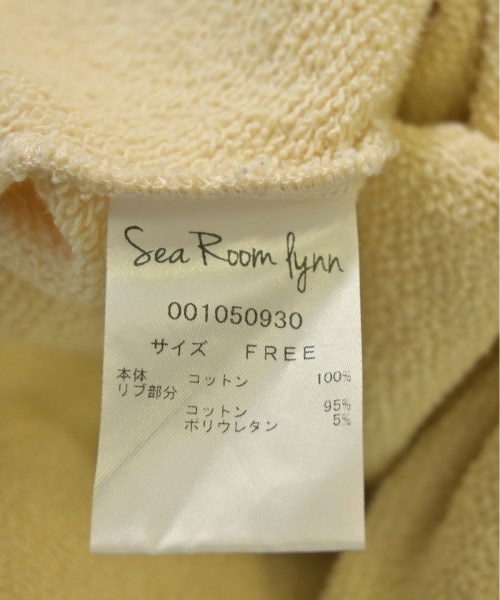 Sea Room lynn
001050930
サイズ FREE
本体 コットン 100%
リブ部分
コットン 95%
ポリウレタン 5%